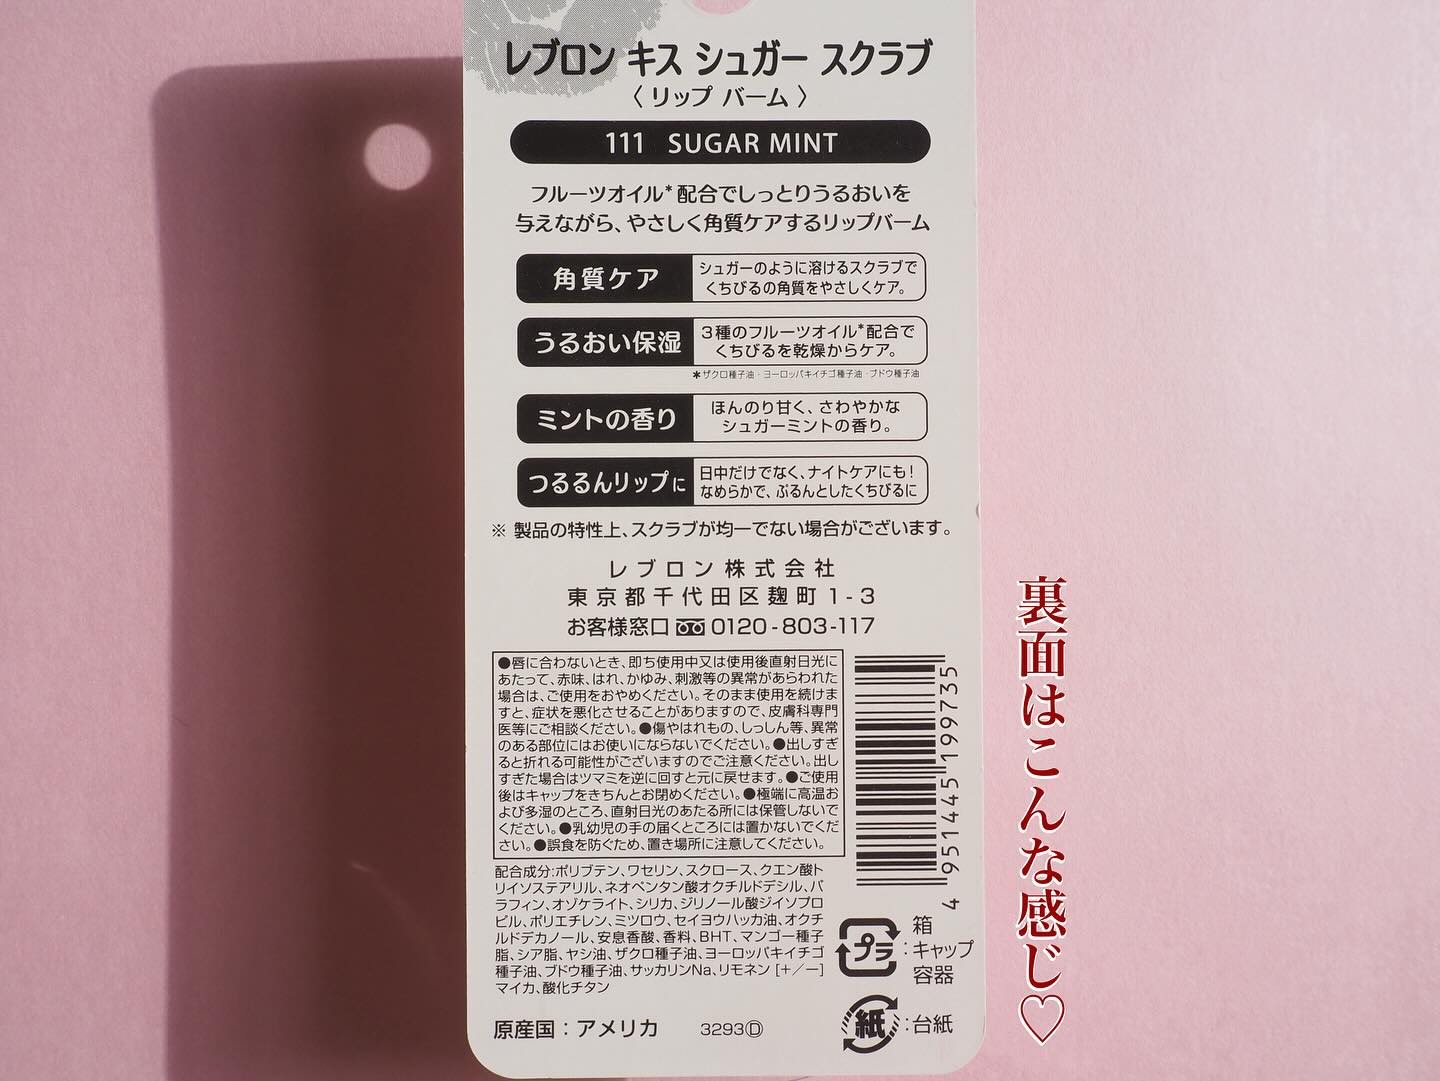 レブロン キス シュガー スクラブ
〈 リップ バーム 〉
111 SUGAR MINT
フルーツオイル*配合でしっとりうるおいを
与えながら、やさしく角質ケアするリップバーム
角質ケア
シュガーのように溶けるスクラブで
くちびるの角質をやさしくケア。
うるおい保湿
3種のフルーツオイル*配合で
くちびるを乾燥からケア。
*ザクロ種子油・ヨーロッパキイチゴ種子油・ブドウ種子油
ミントの香り
ほんのり甘く、さわやかな
シュガーミントの香り。
つるるんリップに
日中だけでなく、ナイトケアにも!
なめらかで、ぷるんとしたくちびるに
※ 製品の特性上、スクラブが均一でない場合がございます。
レブロン株式会社
東京都千代田区麹町1-3
お客様窓口 0120-803-117
●唇に合わないとき、即ち使用中又は使用後直射日光に
あたって、赤味、はれ、かゆみ、刺激等の異常があらわれた
場合は、ご使用をおやめください。そのまま使用を続けま
すと、症状を悪化させることがありますので、皮膚科専門
医等にご相談ください。●傷やはれもの、しっしん等、異常
のある部位にはお使いにならないでください。●出しすぎ
ると折れる可能性がございますのでご注意ください。出し
すぎた場合はツマミを逆に回すと元に戻せます。●ご使用
後はキャップをきちんとお閉めください。●極端に高温お
よび多湿のところ、直射日光のあたる所には保管しないで
ください。●乳幼児の手の届くところには置かないでくだ
さい。●誤食を防ぐため、置き場所に注意してください。
配合成分:ポリブテン、ワセリン、スクロース、クエン酸ト
リイソステアリル、ネオペンタン酸オクチルドデシル、パ
ラフィン、オゾケライト、シリカ、ジリノール酸ジイソプロ
ピル、ポリエチレン、ミツロウ、セイヨウハッカ油、オクチ
ルドデカノール、安息香酸、香料、BHT、マンゴー種子
脂、シア脂、ヤシ油、ザクロ種子油、ヨーロッパキイチゴ
種子油、ブドウ種子油、サッカリンNa、リモネン [+/ー]
マイカ、酸化チタン
原産国:アメリカ 3293Ⓓ
4 951445 199735
プラ
:
箱
キャップ
容器
紙 :台紙
裏面はこんな感じ♡